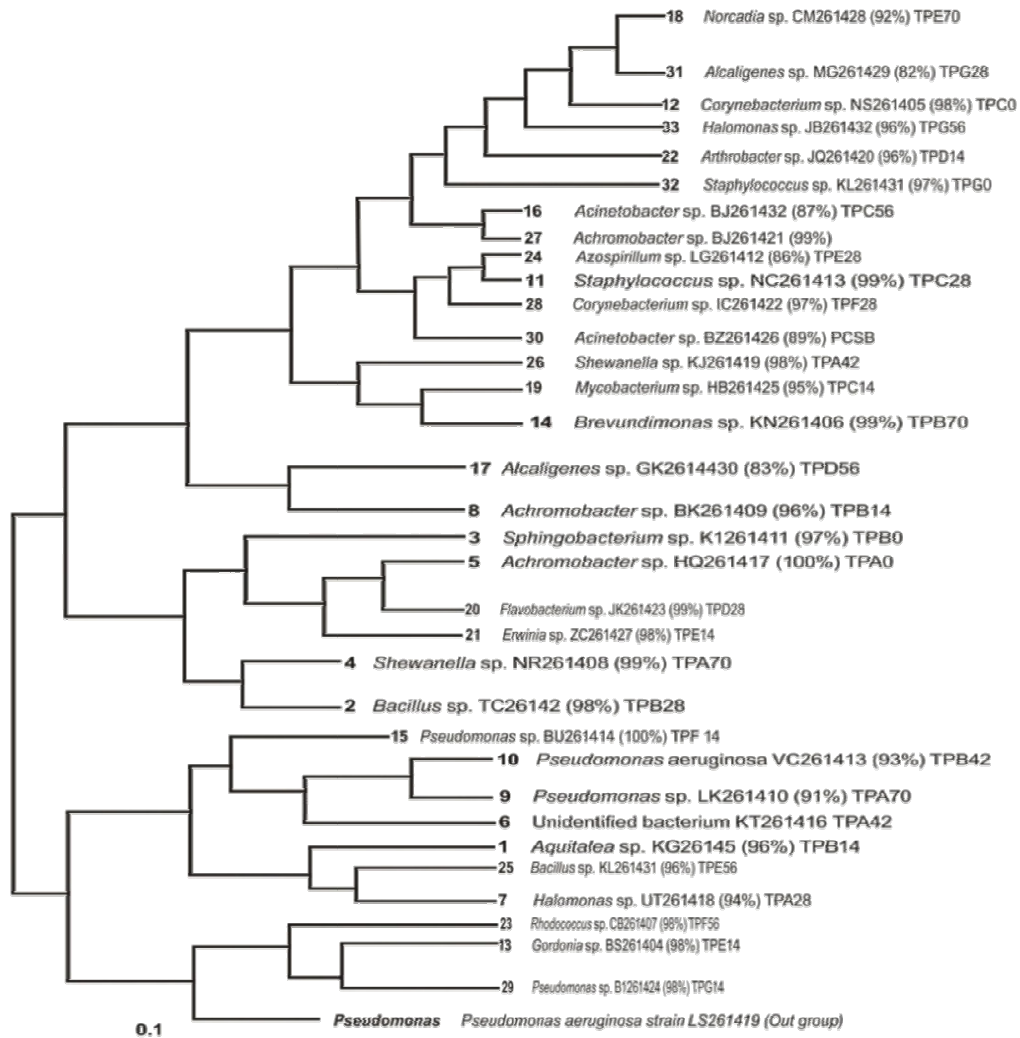 18 Norcadia sp. CM261428 (92%) TPE70
31 Alcaligenes sp. MG261429 (82%) TPG28
12 Corynebacterium sp. NS261405 (98%) TPC0
33 Halomonas sp. JB261432 (96%) TPG56
22 Arthrobacter sp. JQ261420 (96%) TPD14
32 Staphylococcus sp. KL261431 (97%) TPG0
16 Acinetobacter sp. BJ261432 (87%) TPC56
27 Achromobacter sp. BJ261421 (99%)
24 Azospirillum sp. LG261412 (86%) TPE28
11 Staphylococcus sp. NC261413 (99%) TPC28
28 Corynebacterium sp. IC261422 (97%) TPF28
30 Acinetobacter sp. BZ261426 (89%) PCSB
26 Shewanella sp. KJ261419 (98%) TPA42
19 Mycobacterium sp. HB261425 (95%) TPC14
14 Brevundimonas sp. KN261406 (99%) TPB70
17 Alcaligenes sp. GK2614430 (83%) TPD56
8 Achromobacter sp. BK261409 (96%) TPB14
3 Sphingobacterium sp. K1261411 (97%) TPB0
5 Achromobacter sp. HQ261417 (100%) TPA0
20 Flavobacterium sp. JK261423 (99%) TPD28
21 Erwinia sp. ZC261427 (98%) TPE14
4 Shewanella sp. NR261408 (99%) TPA70
2 Bacillus sp. TC26142 (98%) TPB28
15 Pseudomonas sp. BU261414 (100%) TPF 14
10 Pseudomonas aeruginosa VC261413 (93%) TPB42
9 Pseudomonas sp. LK261410 (91%) TPA70
6 Unidentified bacterium KT261416 TPA42
1 Aquitalea sp. KG26145 (96%) TPB14
25 Bacillus sp. KL261431 (96%) TPE56
7 Halomonas sp. UT261418 (94%) TPA28
23 Rhodococcus sp. CB261407 (98%) TPF56
13 Gordonia sp. BS261404 (98%) TPE14
29 Pseudomonas sp. B1261424 (98%) TPG14
Pseudomonas Pseudomonas aeruginosa strain LS261419 (Out group)
0.1